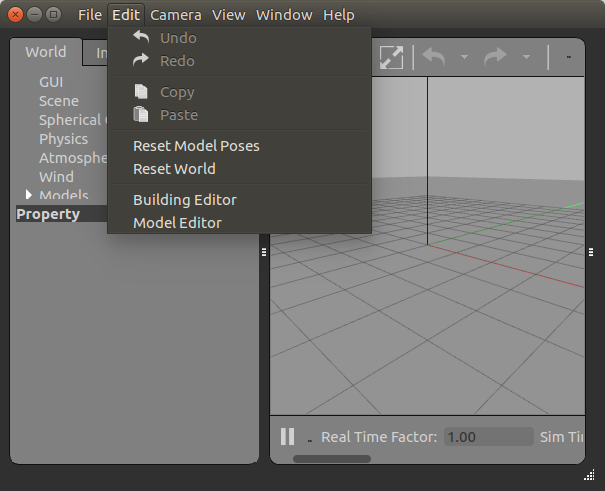 File Edit Camera View Window Help
World In
Undo
Redo
Copy
Paste
Reset Model Poses
Reset World
Building Editor
Model Editor
GUI
Scene
Spherical
Physics
Atmosphe
Wind
Models
Property
Real Time Factor: 1.00 Sim Ti